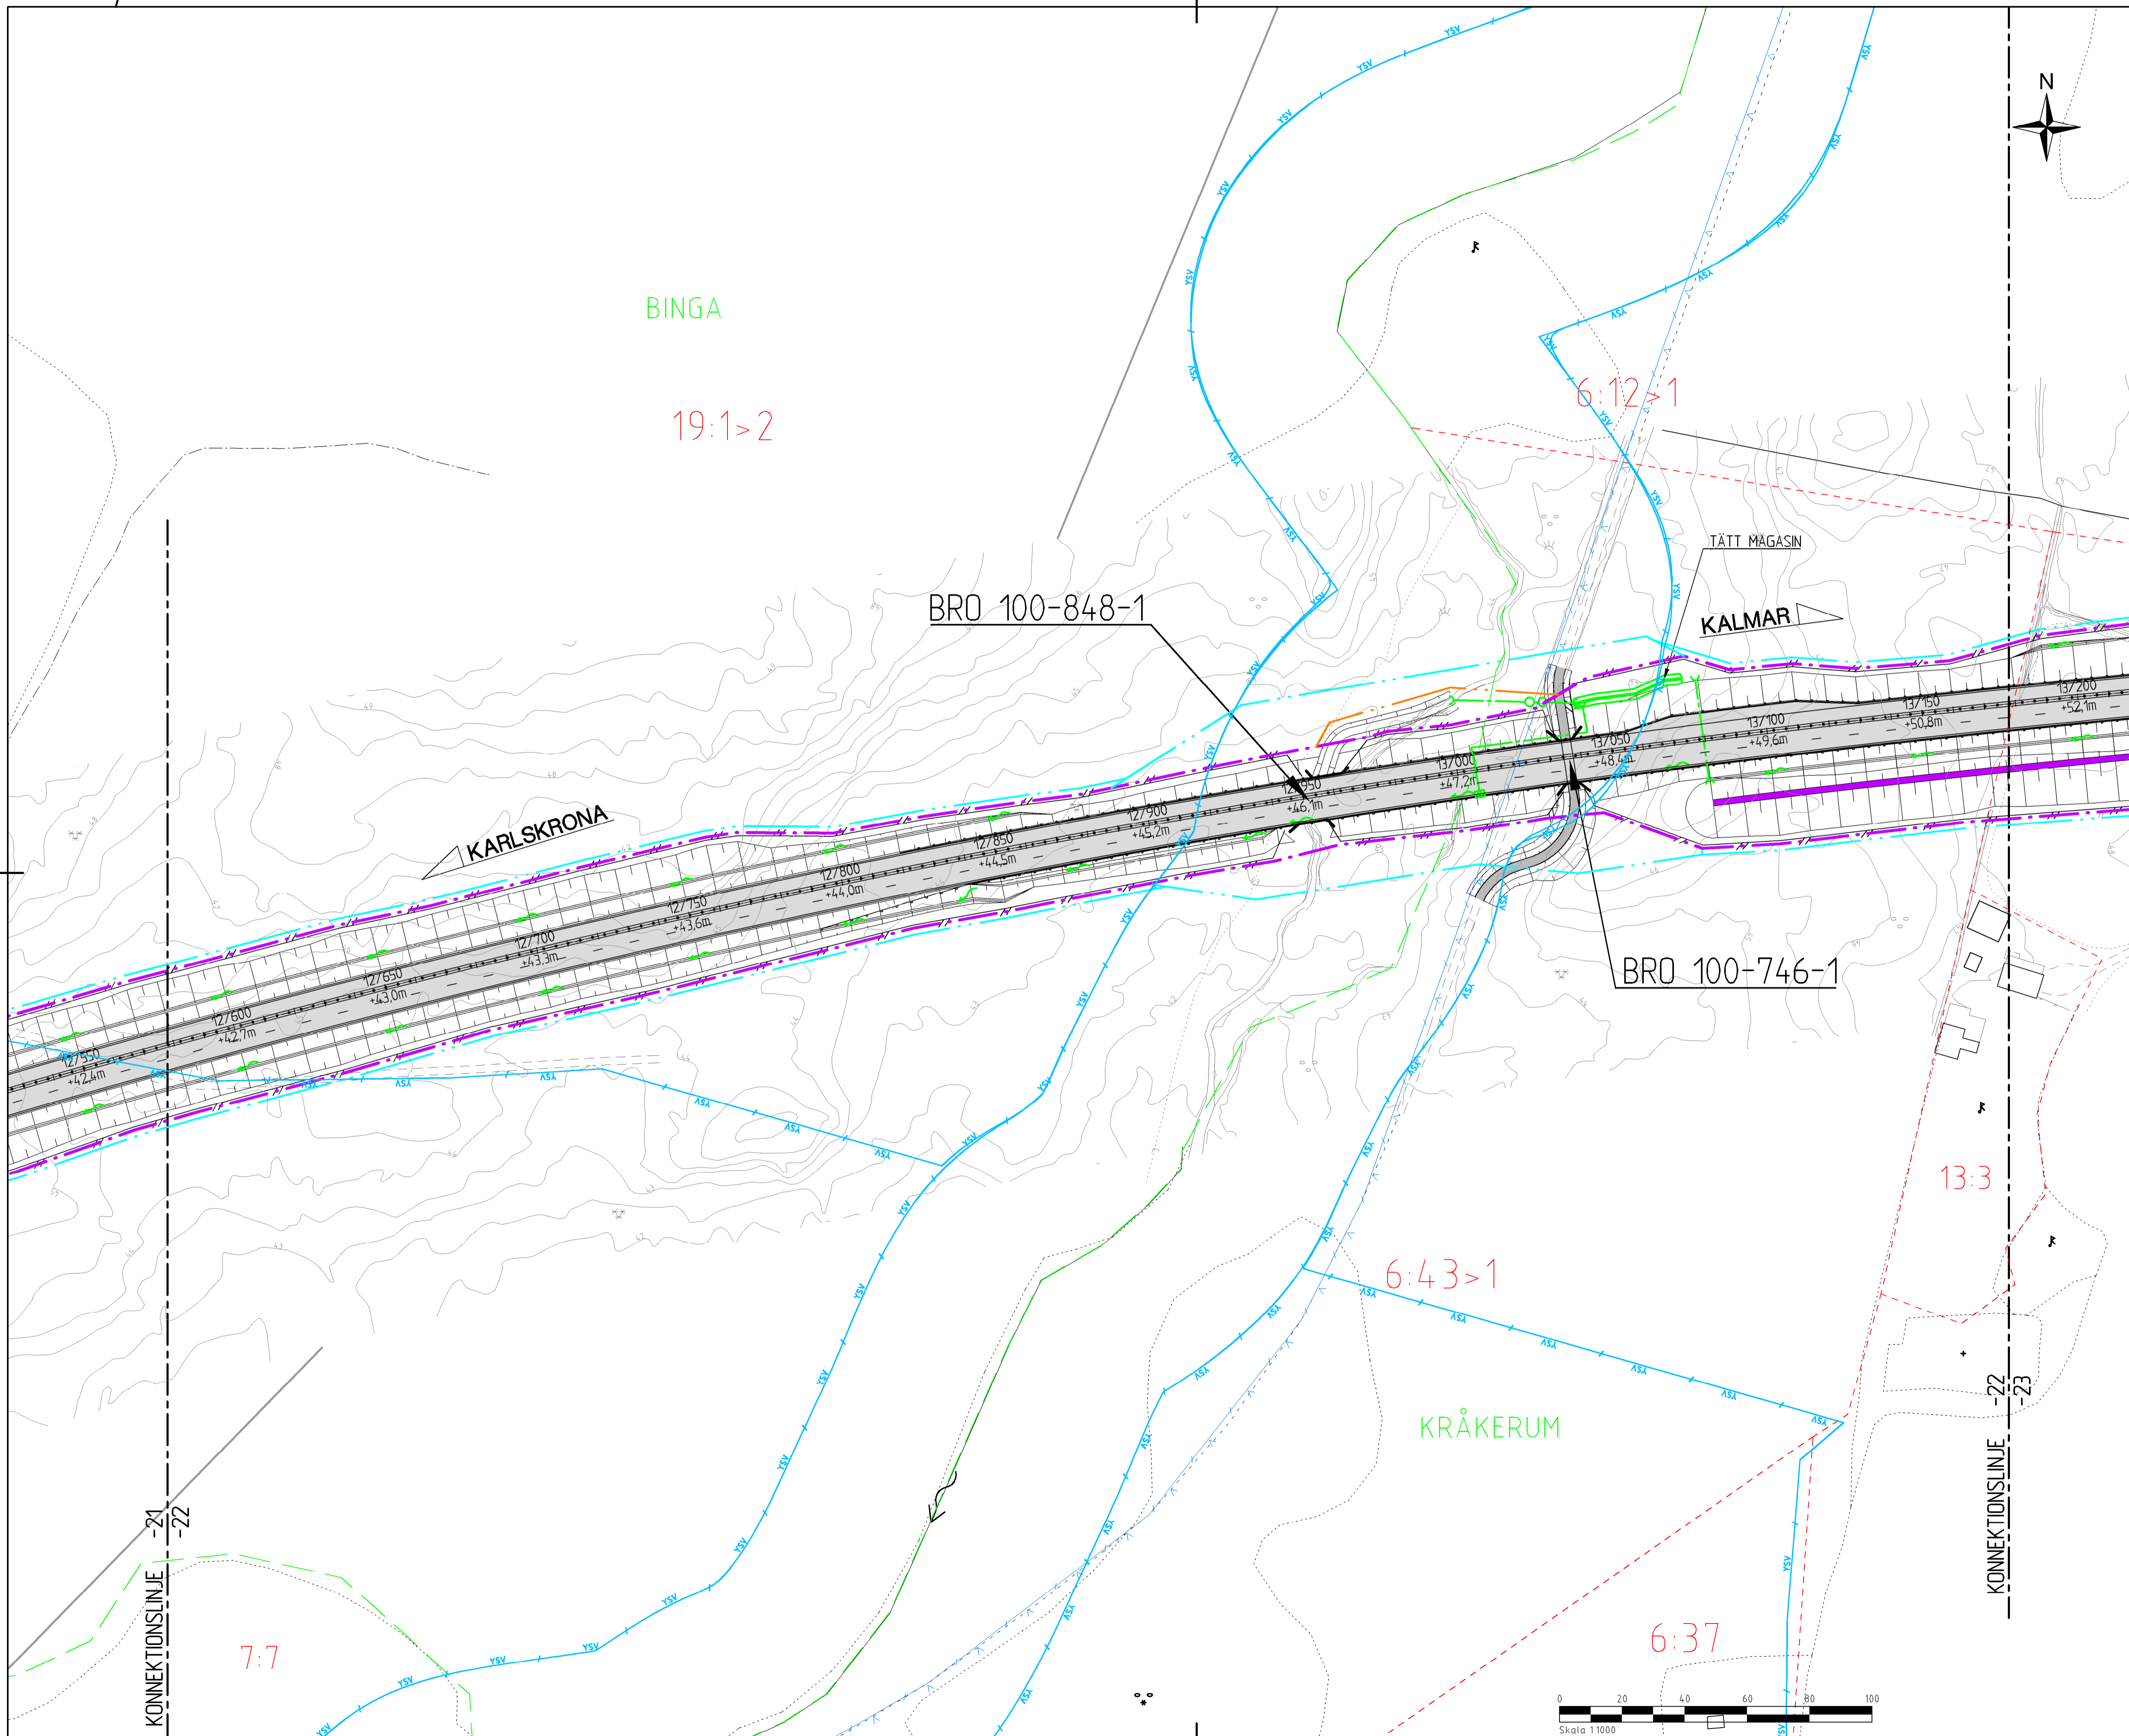 N
BINGA
19:1>2
6:12>1
TÄTT MAGASIN
BRO 100-848-1
KALMAR
KARLSKRONA
12/550
+42,4m
12/600
+42,7m
12/650
+43,0m
12/700
+43,3m
12/750
+43,6m
12/800
+44,0m
12/850
+44,5m
12/900
+45,2m
+46,1m
13/000
+47,2m
13/050
+48,4m
13/100
+49,6m
13/150
+50,8m
13/200
+52,1m
BRO 100-746-1
13:3
6:43>1
KRÅKERUM
6:37
7:7
KONNEKTIONSLINJE
-21
-22
KONNEKTIONSLINJE
-22
-23
YSV
0 20 40 60 80 100
Skala 1:1000